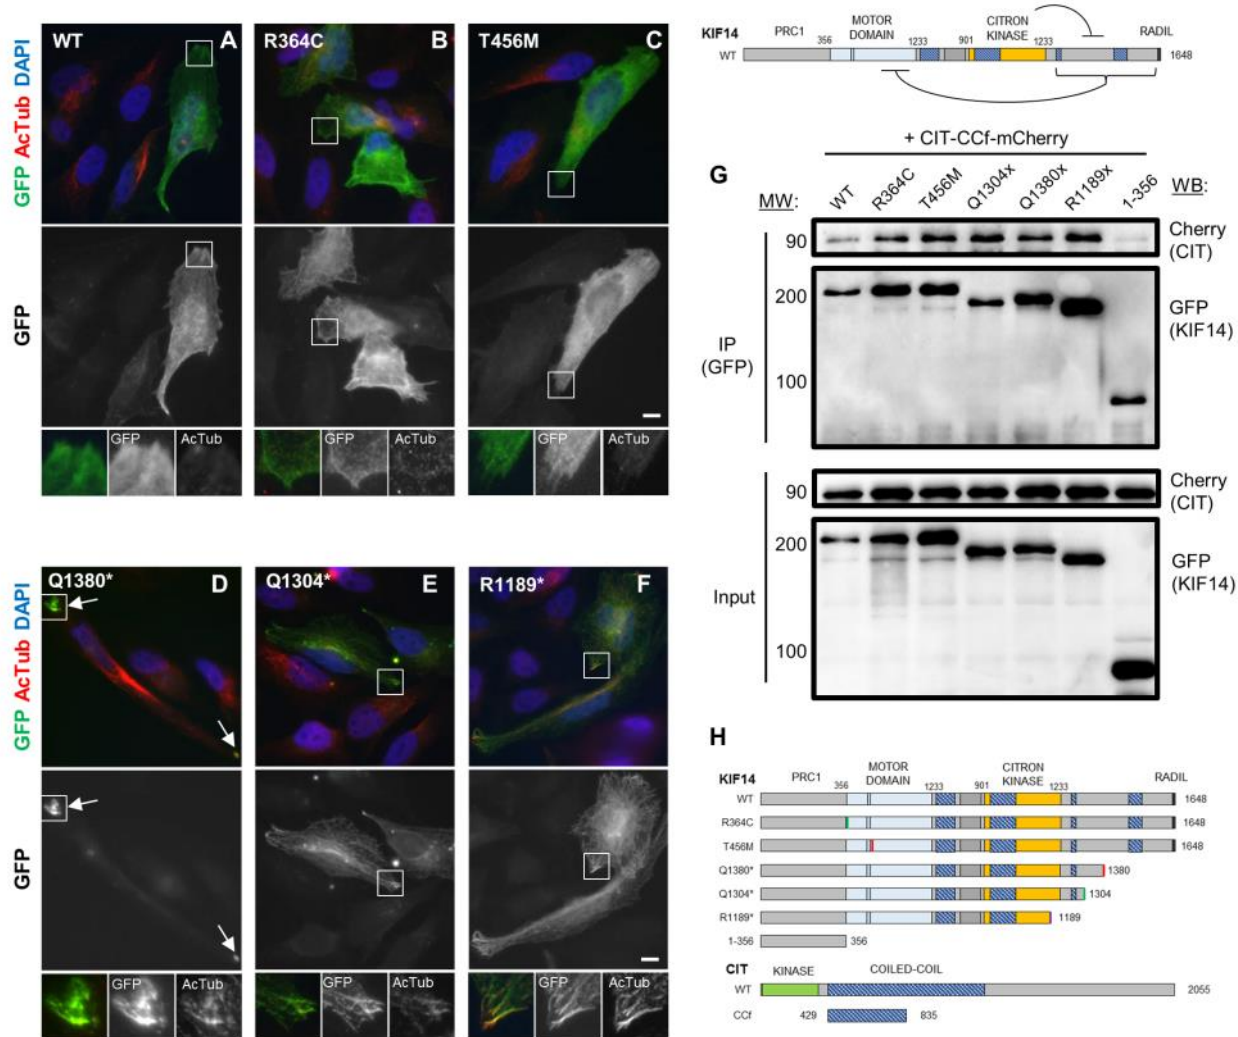 GFP AcTub DAPI
WT
A
R364C
B
T456M
C
GFP
GFP
AcTub
GFP
AcTub
GFP
AcTub
GFP AcTub DAPI
Q1380*
D
Q1304*
E
R1189*
F
GFP
GFP
AcTub
GFP
AcTub
GFP
AcTub
KIF14
PRC1
MOTOR
DOMAIN
CITRON
KINASE
RADIL
356
1233
901
1233
WT
1648
+ CIT-CCf-mCherry
G
MW:
WT
R364C
T456M
Q1304x
Q1380x
R1189x
1-356
WB:
90
Cherry
(CIT)
200
100
GFP
(KIF14)
IP
(GFP)
90
Cherry
(CIT)
200
100
GFP
(KIF14)
Input
H
KIF14
PRC1
MOTOR
DOMAIN
CITRON
KINASE
RADIL
356
1233
901
1233
WT
1648
R364C
1648
T456M
1648
Q1380*
1380
Q1304*
1304
R1189*
1189
1-356
356
CIT
KINASE
COILED-COIL
WT
2055
CCf
429
835